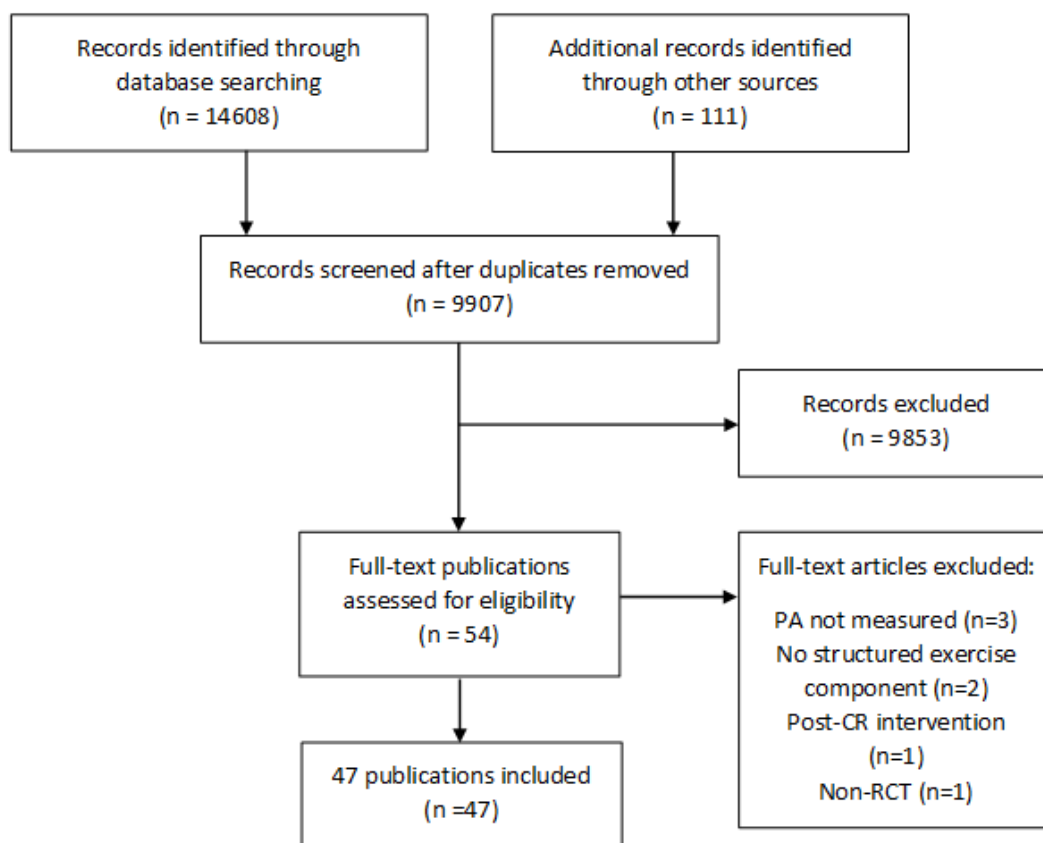 Records identified through
database searching
(n = 14608)
Additional records identified
through other sources
(n = 111)
Records screened after duplicates removed
(n = 9907)
Records excluded
(n = 9853)
Full-text publications
assessed for eligibility
(n = 54)
Full-text articles excluded:
PA not measured (n=3)
No structured exercise
component (n=2)
Post-CR intervention
(n=1)
Non-RCT (n=1)
47 publications included
(n =47)